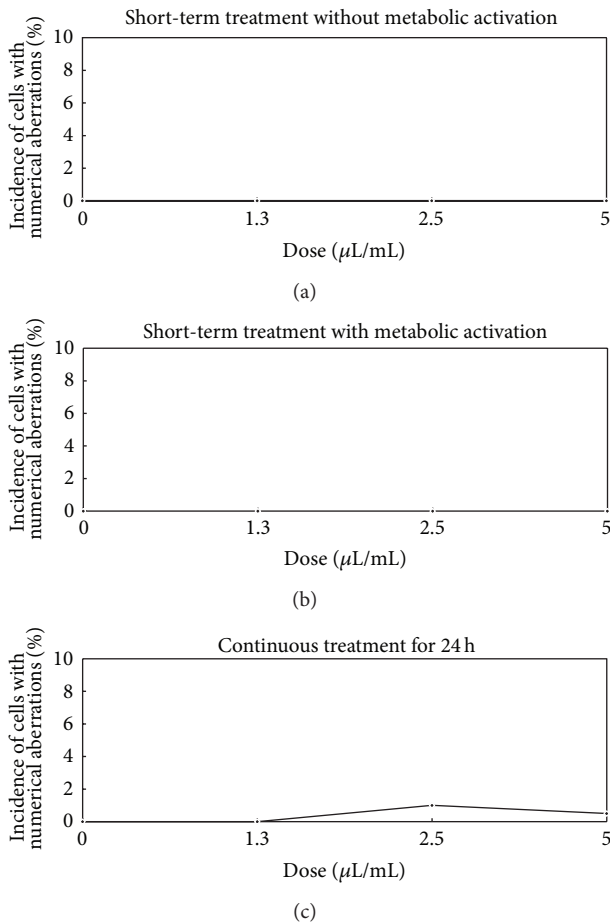 Short-term treatment without metabolic activation
Incidence of cells with
numerical aberrations (%)
10
8
6
4
2
0
0 1.3 2.5 5
Dose (μL/mL)
(a)
Short-term treatment with metabolic activation
Incidence of cells with
numerical aberrations (%)
10
8
6
4
2
0
0 1.3 2.5 5
Dose (μL/mL)
(b)
Continuous treatment for 24 h
Incidence of cells with
numerical aberrations (%)
10
8
6
4
2
0
0 1.3 2.5 5
Dose (μL/mL)
(c)